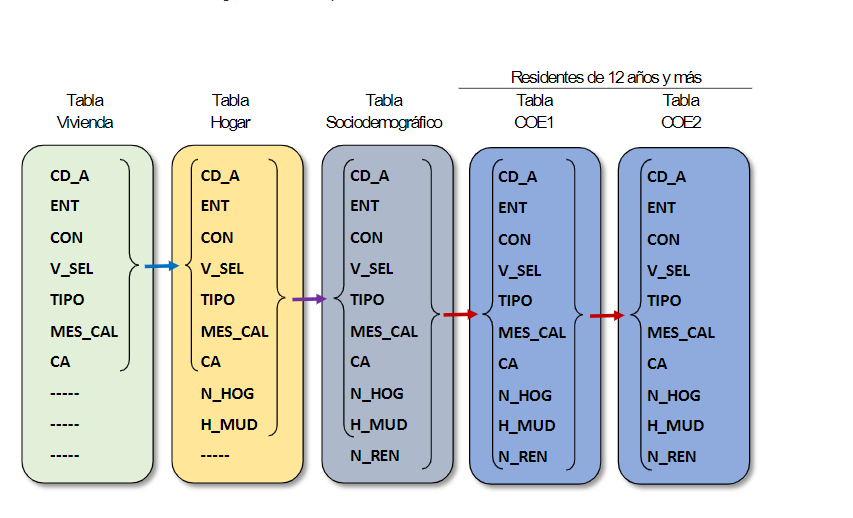 Residentes de 12 años y más
Tabla
Vivienda
Tabla
Hogar
Tabla
Sociodemográfico
Tabla
COE1
Tabla
COE2
CD_A
ENT
CON
V_SEL
TIPO
MES_CAL
CA
-----
-----
-----
CD_A
ENT
CON
V_SEL
TIPO
MES_CAL
CA
N_HOG
H_MUD
-----
CD_A
ENT
CON
V_SEL
TIPO
MES_CAL
CA
N_HOG
H_MUD
N_REN
CD_A
ENT
CON
V_SEL
TIPO
MES_CAL
CA
N_HOG
H_MUD
N_REN
CD_A
ENT
CON
V_SEL
TIPO
MES_CAL
CA
N_HOG
H_MUD
N_REN